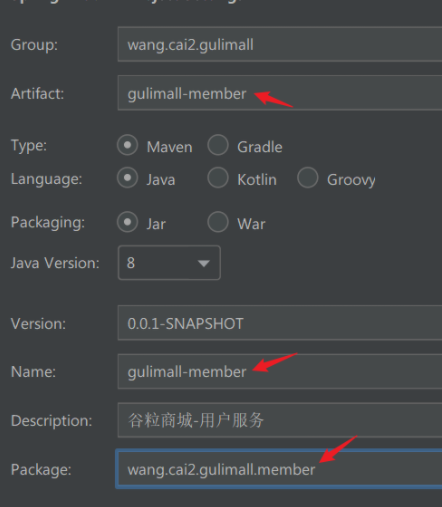 Group: wang.cai2.gulimall
Artifact: gulimall-member
Type: Maven Gradle
Language: Java Kotlin Groovy
Packaging: Jar War
Java Version: 8
Version: 0.0.1-SNAPSHOT
Name: gulimall-member
Description: 谷粒商城-用户服务
Package: wang.cai2.gulimall.member